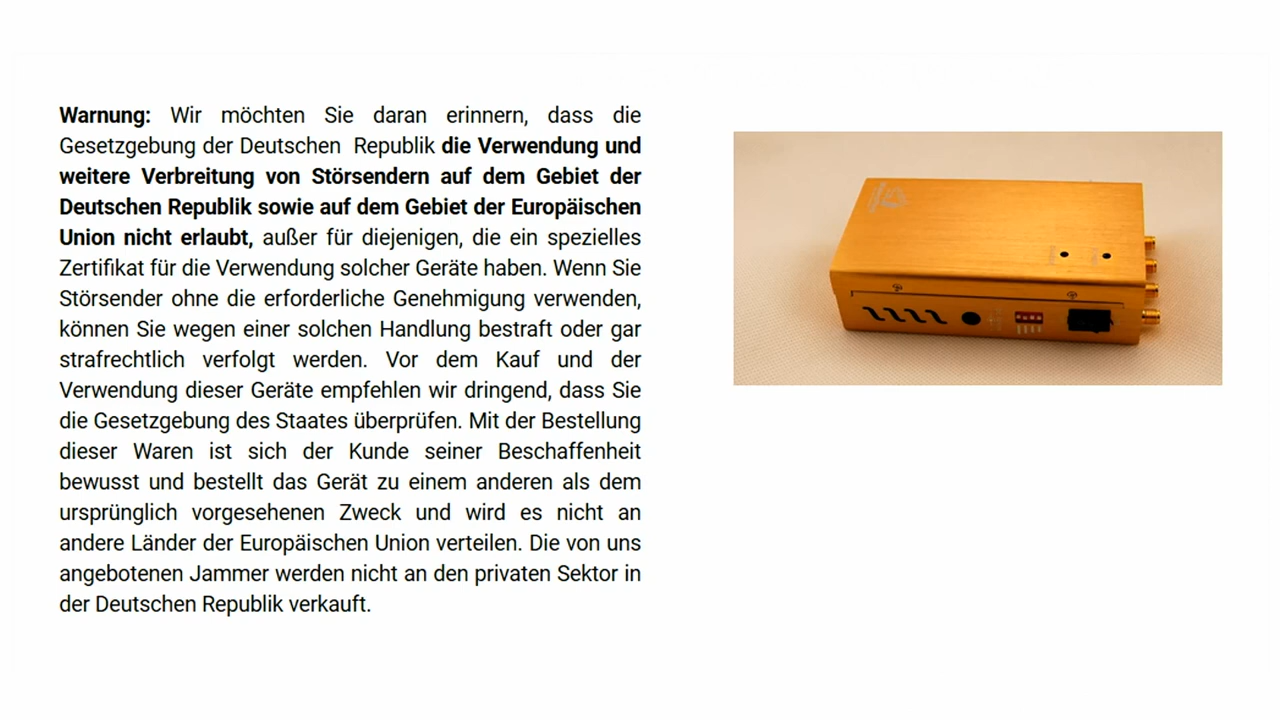 Warnung: Wir möchten Sie daran erinnern, dass die
Gesetzgebung der Deutschen Republik die Verwendung und
weitere Verbreitung von Störsendern auf dem Gebiet der
Deutschen Republik sowie auf dem Gebiet der Europäischen
Union nicht erlaubt, außer für diejenigen, die ein spezielles
Zertifikat für die Verwendung solcher Geräte haben. Wenn Sie
Störsender ohne die erforderliche Genehmigung verwenden,
können Sie wegen einer solchen Handlung bestraft oder gar
strafrechtlich verfolgt werden. Vor dem Kauf und der
Verwendung dieser Geräte empfehlen wir dringend, dass Sie
die Gesetzgebung des Staates überprüfen. Mit der Bestellung
dieser Waren ist sich der Kunde seiner Beschaffenheit
bewusst und bestellt das Gerät zu einem anderen als dem
ursprünglich vorgesehenen Zweck und wird es nicht an
andere Länder der Europäischen Union verteilen. Die von uns
angebotenen Jammer werden nicht an den privaten Sektor in
der Deutschen Republik verkauft.